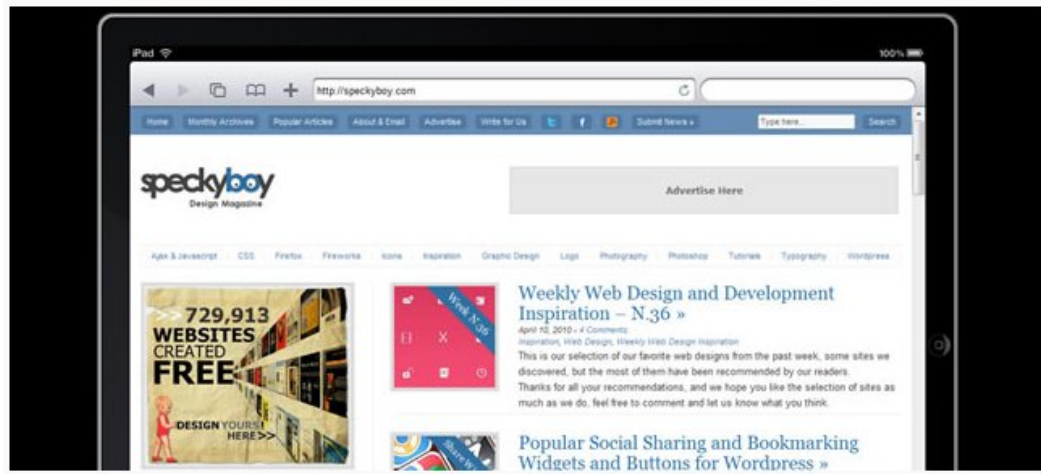 iPad
100%
http://speckyboy.com
Home Monthly Archives Popular Articles About & Email Advertise Write for Us t f Submit News » Type here... Search
speckyboy
Design Magazine
Advertise Here
Ajax & Javascript CSS Firefox Fireworks Icons Inspiration Graphic Design Logo Photography Photoshop Tutorials Typography Wordpress
>> 729,913
WEBSITES
CREATED
FREE
DESIGN YOURS!
HERE >>
Week N.36
Weekly Web Design and Development
Inspiration – N.36 »
April 10, 2010 - 4 Comments
Inspiration, Web Design, Weekly Web Design Inspiration
This is our selection of our favorite web designs from the past week, some sites we
discovered, but the most of them have been recommended by our readers.
Thanks for all your recommendations, and we hope you like the selection of sites as
much as we do, feel free to comment and let us know what you think.
Share
Popular Social Sharing and Bookmarking
Widgets and Buttons for Wordpress »